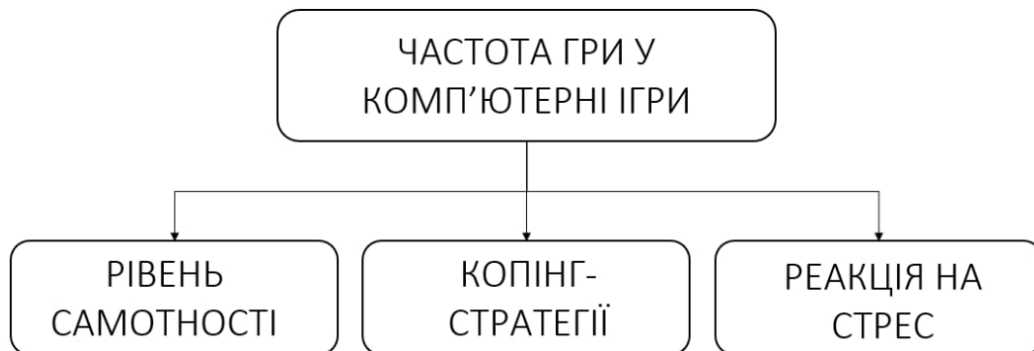 ЧАСТОТА ГРИ У
КОМП’ЮТЕРНІ ІГРИ
РІВЕНЬ
САМОТНОСТІ
КОПІНГ-
СТРАТЕГІЇ
РЕАКЦІЯ НА
СТРЕС